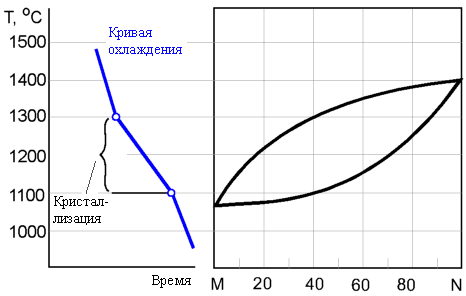 T, °C
Кривая
охлаждения
1500
1400
1300
1200
1100
1000
Кристал-
лизация
Время
M 20 40 60 80 N